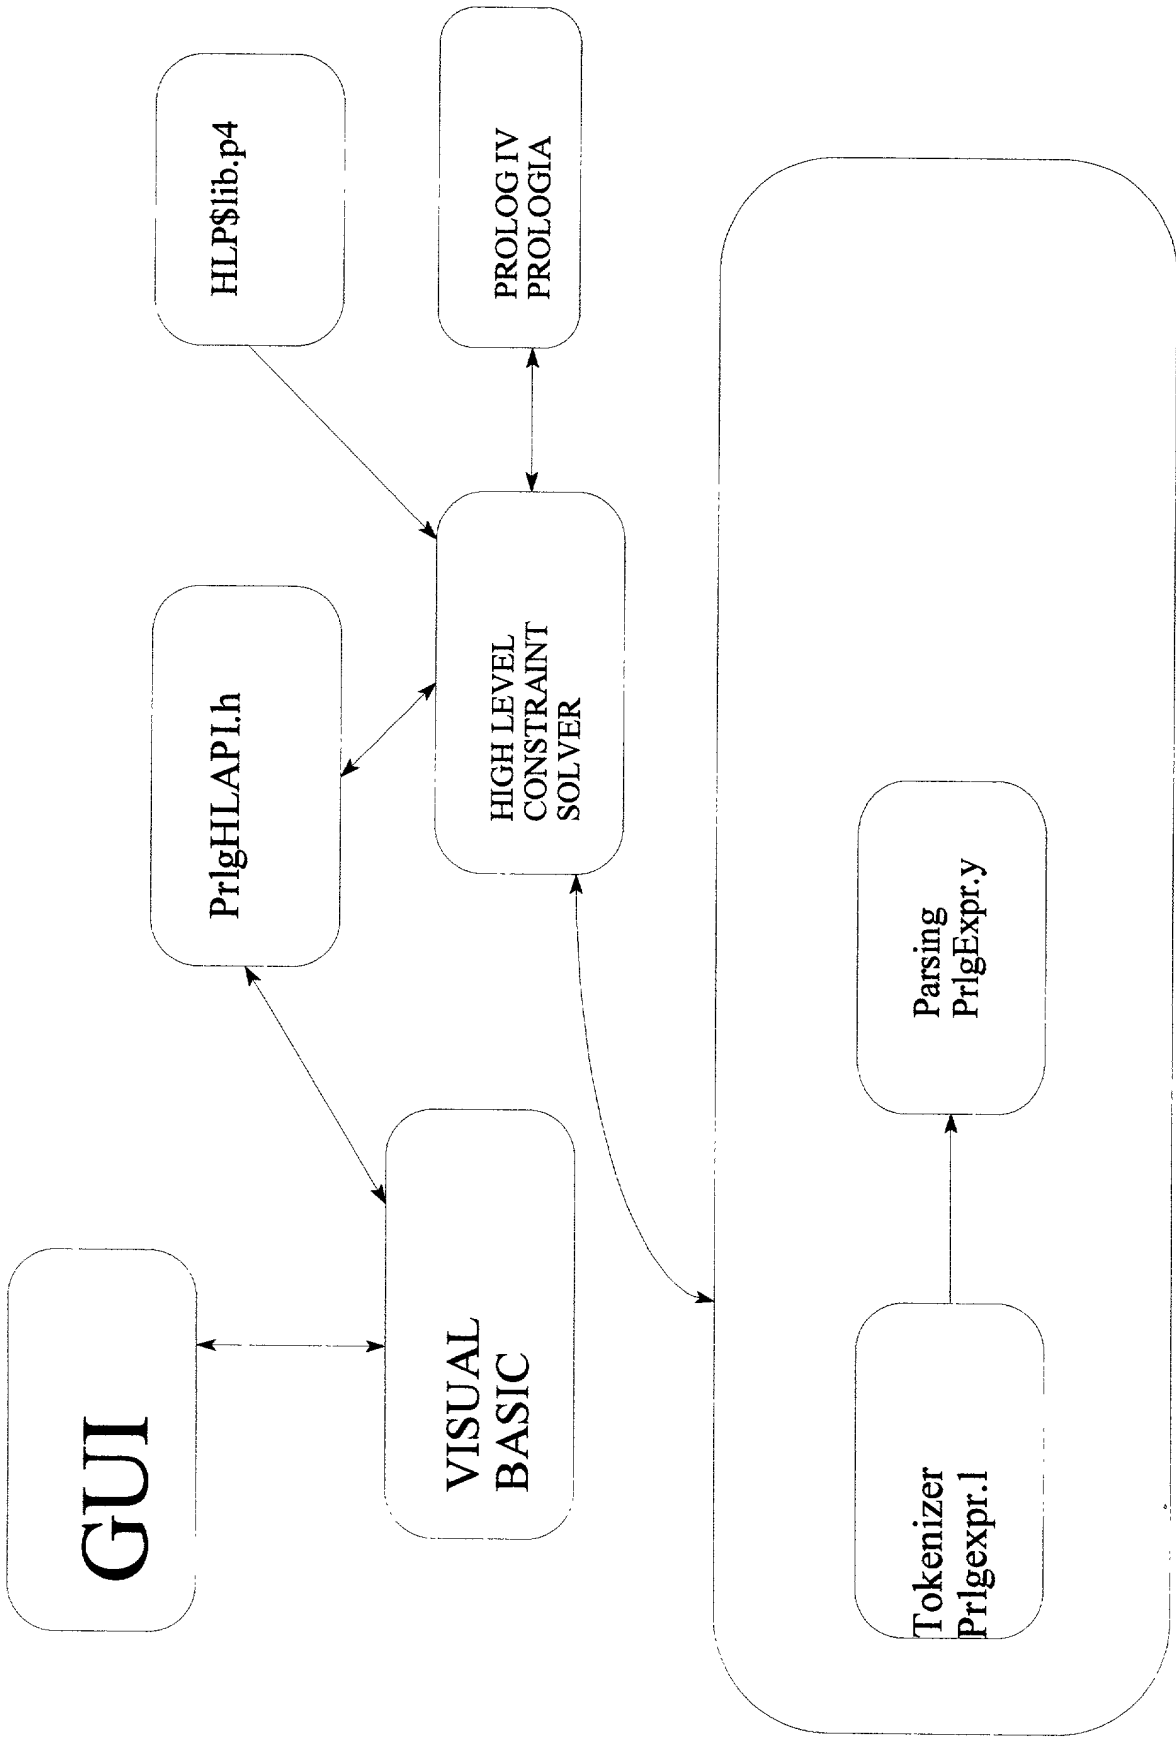 GUI
VISUAL
BASIC
PrlgHLAPI.h
HLP$lib.p4
HIGH LEVEL
CONSTRAINT
SOLVER
PROLOG IV
PROLOGIA
Tokenizer
Prlgexpr.l
Parsing
PrlgExpr.y